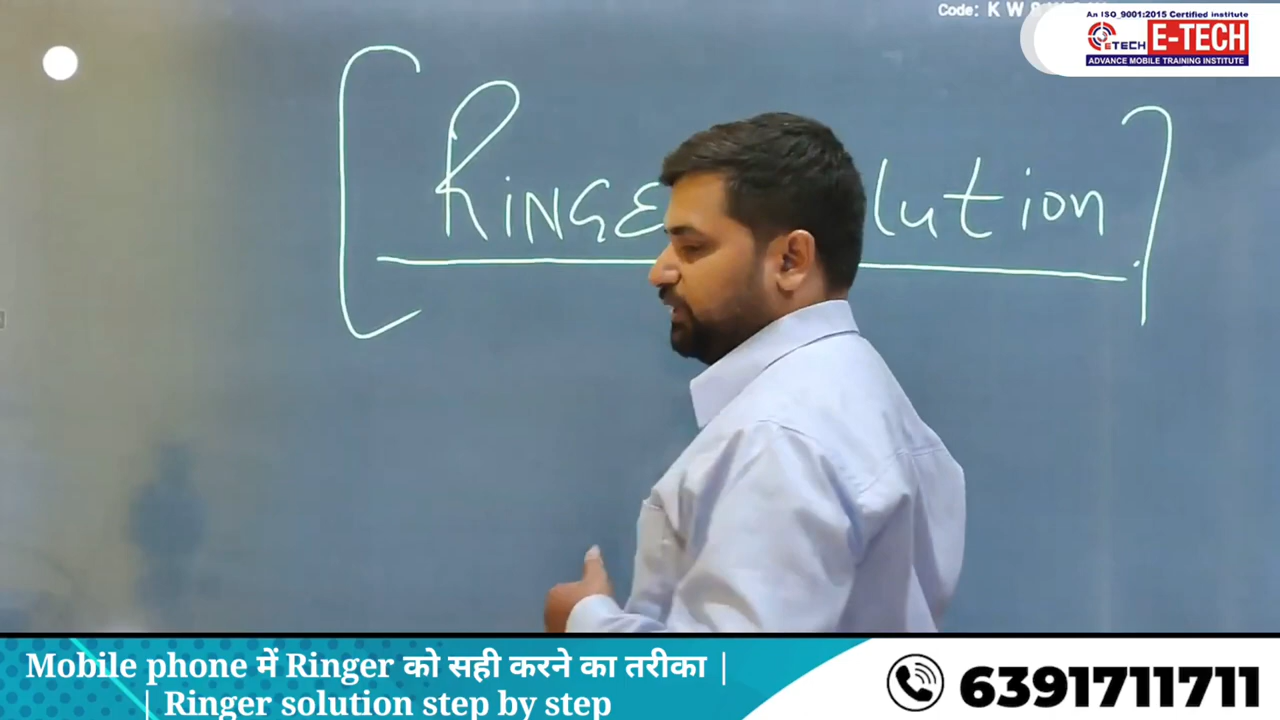 Code: K W
An ISO 9001:2015 Certified institute
ETECH E-TECH
ADVANCE MOBILE TRAINING INSTITUTE
[RINGE lution]
Mobile phone में Ringer को सही करने का तरीका |
| Ringer solution step by step
6391711711